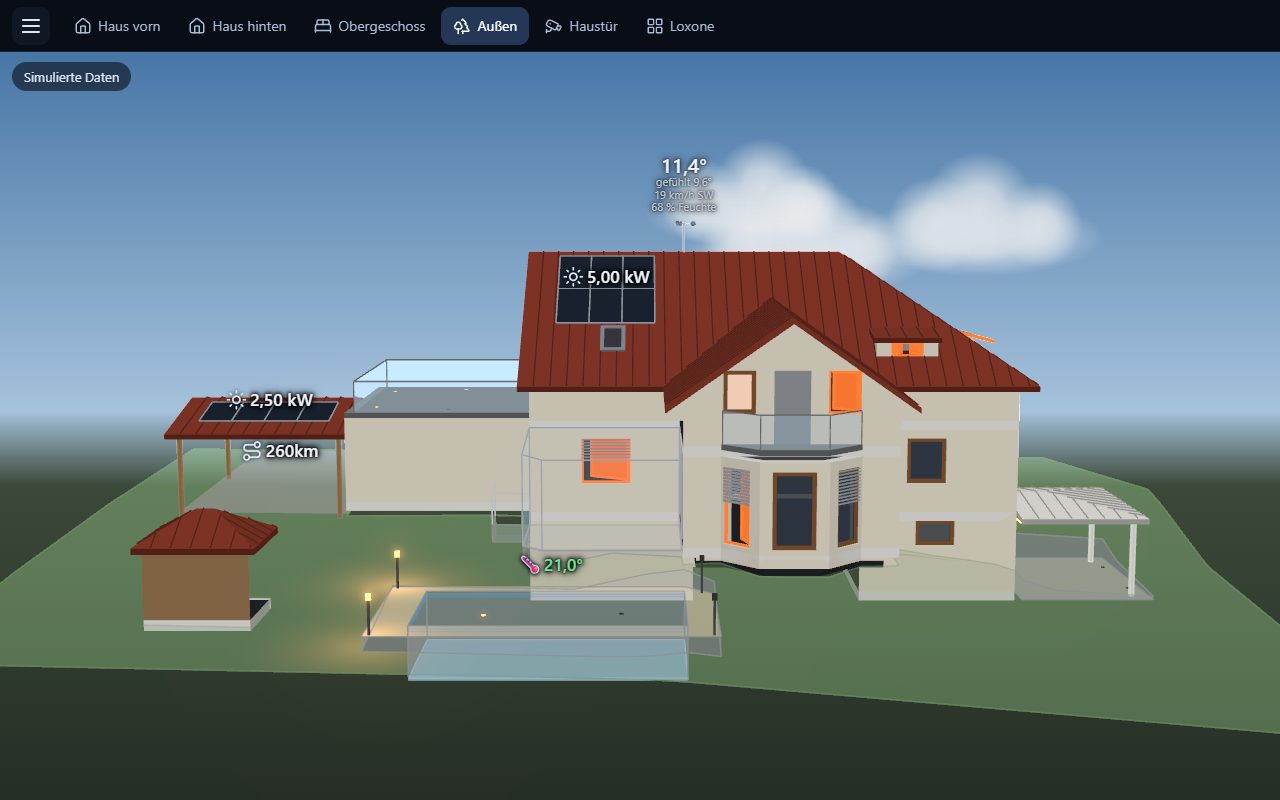 Haus vorn
Haus hinten
Obergeschoss
Außen
Haustür
Loxone
Simulierte Daten
11,4°
gefühlt 9,6°
19 km/h SW
68 % Feuchte
5,00 kW
2,50 kW
260km
21,0°